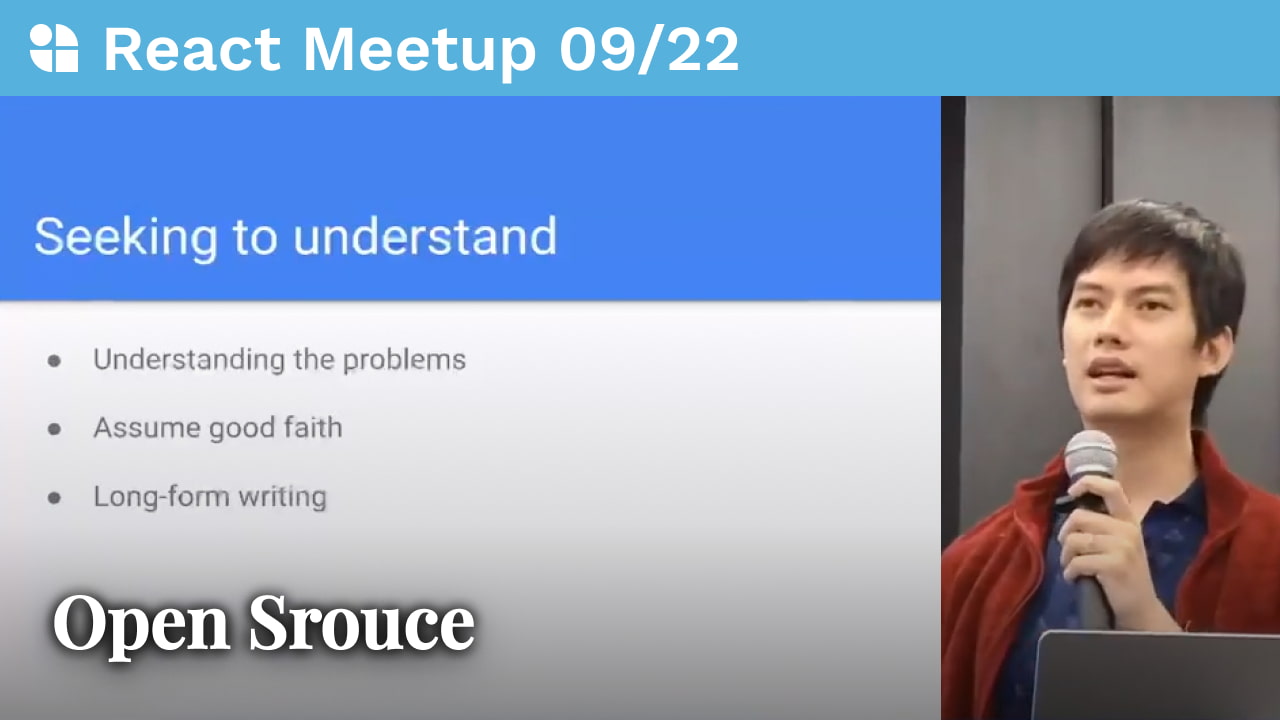 React Meetup 09/22
Seeking to understand
● Understanding the problems
● Assume good faith
● Long-form writing
Open Srouce